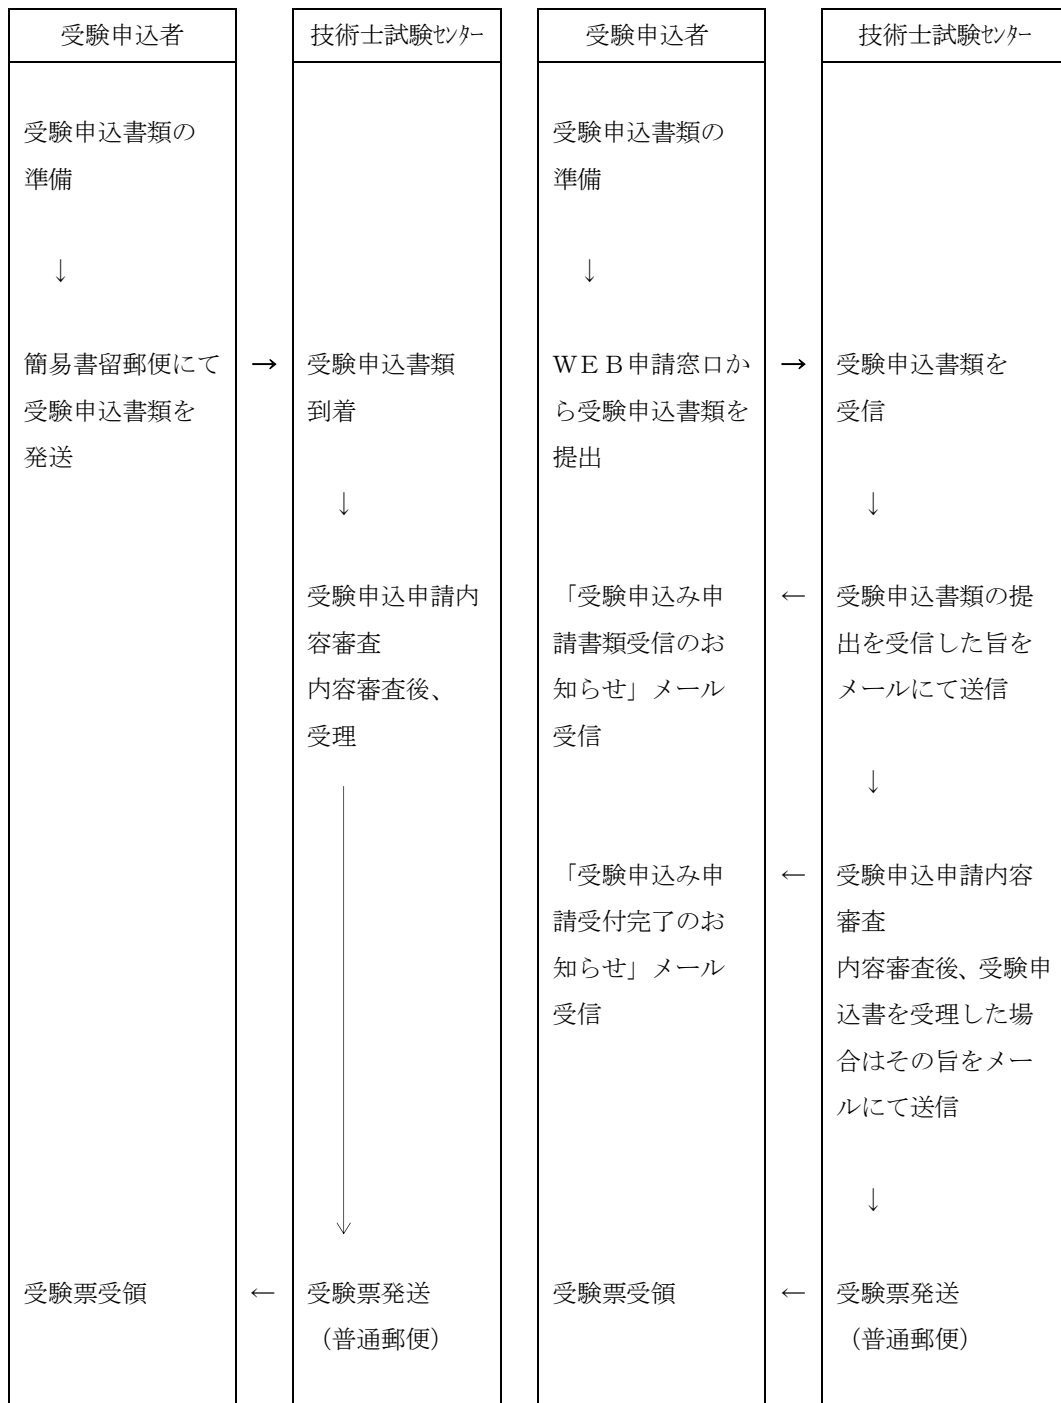 受験申込者
受験申込書類の
準備
↓
簡易書留郵便にて
受験申込書類を
発送
→
受験票受領
←
技術士試験ｾﾝﾀｰ
受験申込書類
到着
↓
受験申込申請内
容審査
内容審査後、
受理
↓
受験票発送
（普通郵便）
受験申込者
受験申込書類の
準備
↓
ＷＥＢ申請窓口か
ら受験申込書類を
提出
→
「受験申込み申
請書類受信のお
知らせ」メール
受信
←
「受験申込み申
請受付完了のお
知らせ」メール
受信
←
受験票受領
←
技術士試験ｾﾝﾀｰ
受験申込書類を
受信
↓
受験申込書類の提
出を受信した旨を
メールにて送信
↓
受験申込申請内容
審査
内容審査後、受験申
込書を受理した場
合はその旨をメー
ルにて送信
↓
受験票発送
（普通郵便）